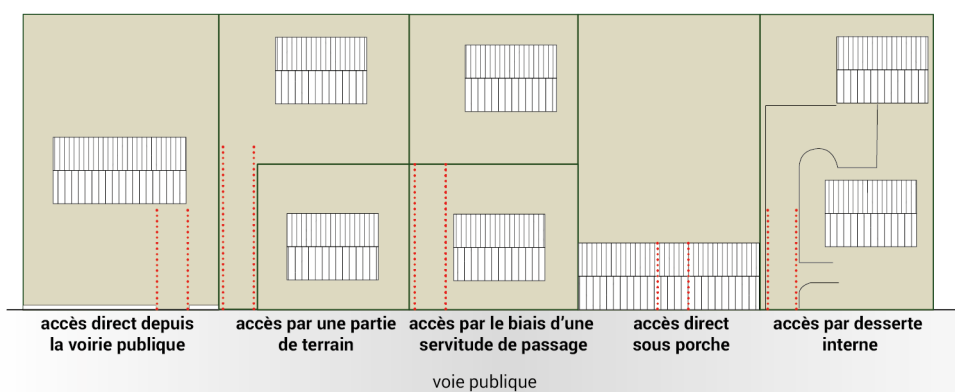 accès direct depuis
la voirie publique
accès par une partie
de terrain
accès par le biais d'une
servitude de passage
accès direct
sous porche
accès par desserte
interne
voie publique